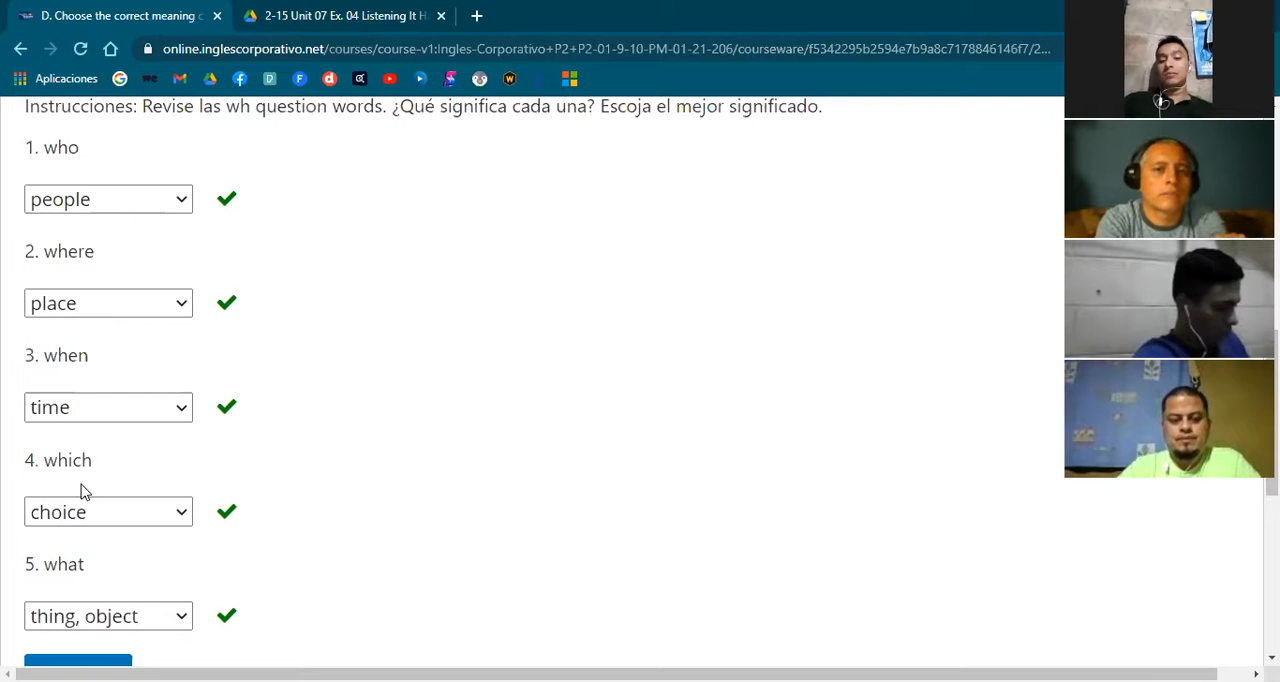 D. Choose the correct meaning c
2-15 Unit 07 Ex. 04 Listening It H
online.inglescorporativo.net/courses/course-v1:Ingles-Corporativo+P2+P2-01-9-10-PM-01-21-206/courseware/f5342295b2594e7b9a8c7178846146f7/2...
Aplicaciones
Instrucciones: Revise las wh question words. ¿Qué significa cada una? Escoja el mejor significado.
1. who
people
2. where
place
3. when
time
4. which
choice
5. what
thing, object